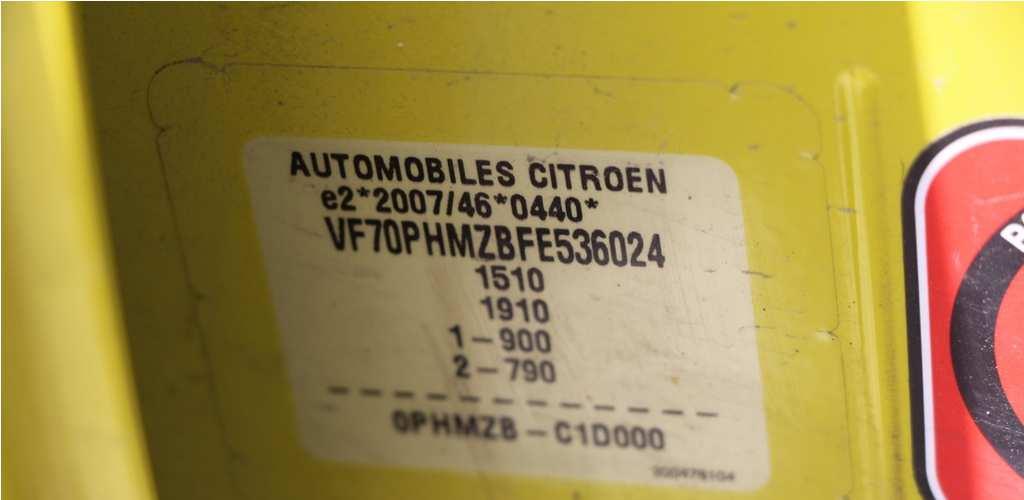 AUTOMOBILES CITROEN
e2*2007/46*0440*
VF70PHMZBFE536024
1510
1910
1-900
2-790
0PHMZB - C1D000